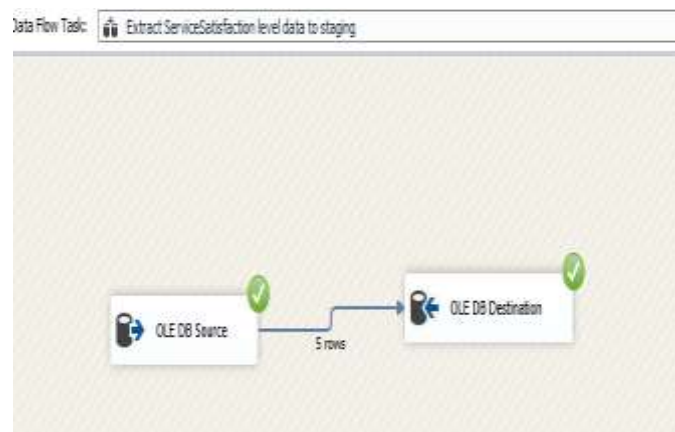 Data Flow Task:
Extract ServiceSatisfaction level data to staging
OLE DB Source
5 rows
OLE DB Destination